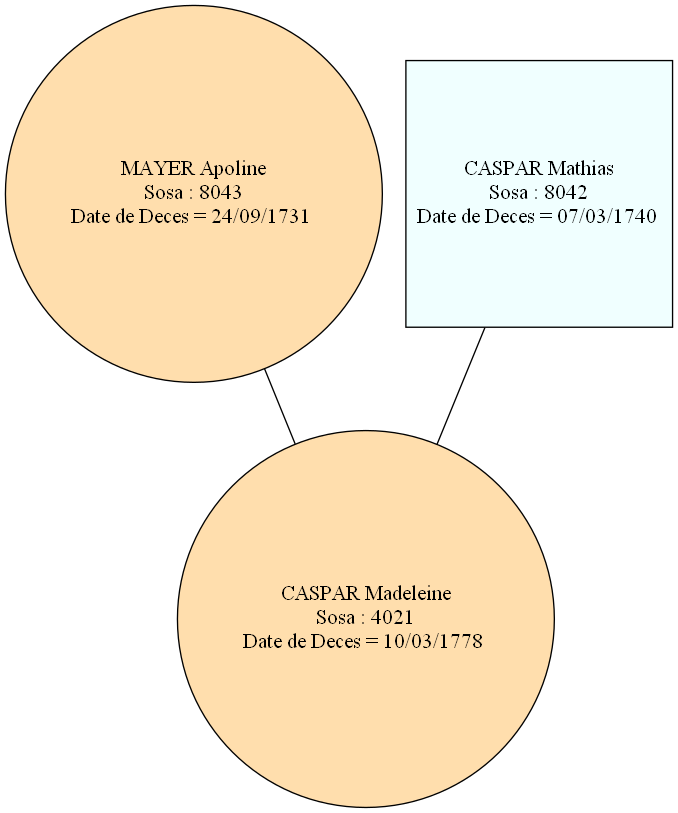 MAYER Apoline
Sosa : 8043
Date de Deces = 24/09/1731
CASPAR Mathias
Sosa : 8042
Date de Deces = 07/03/1740
CASPAR Madeleine
Sosa : 4021
Date de Deces = 10/03/1778